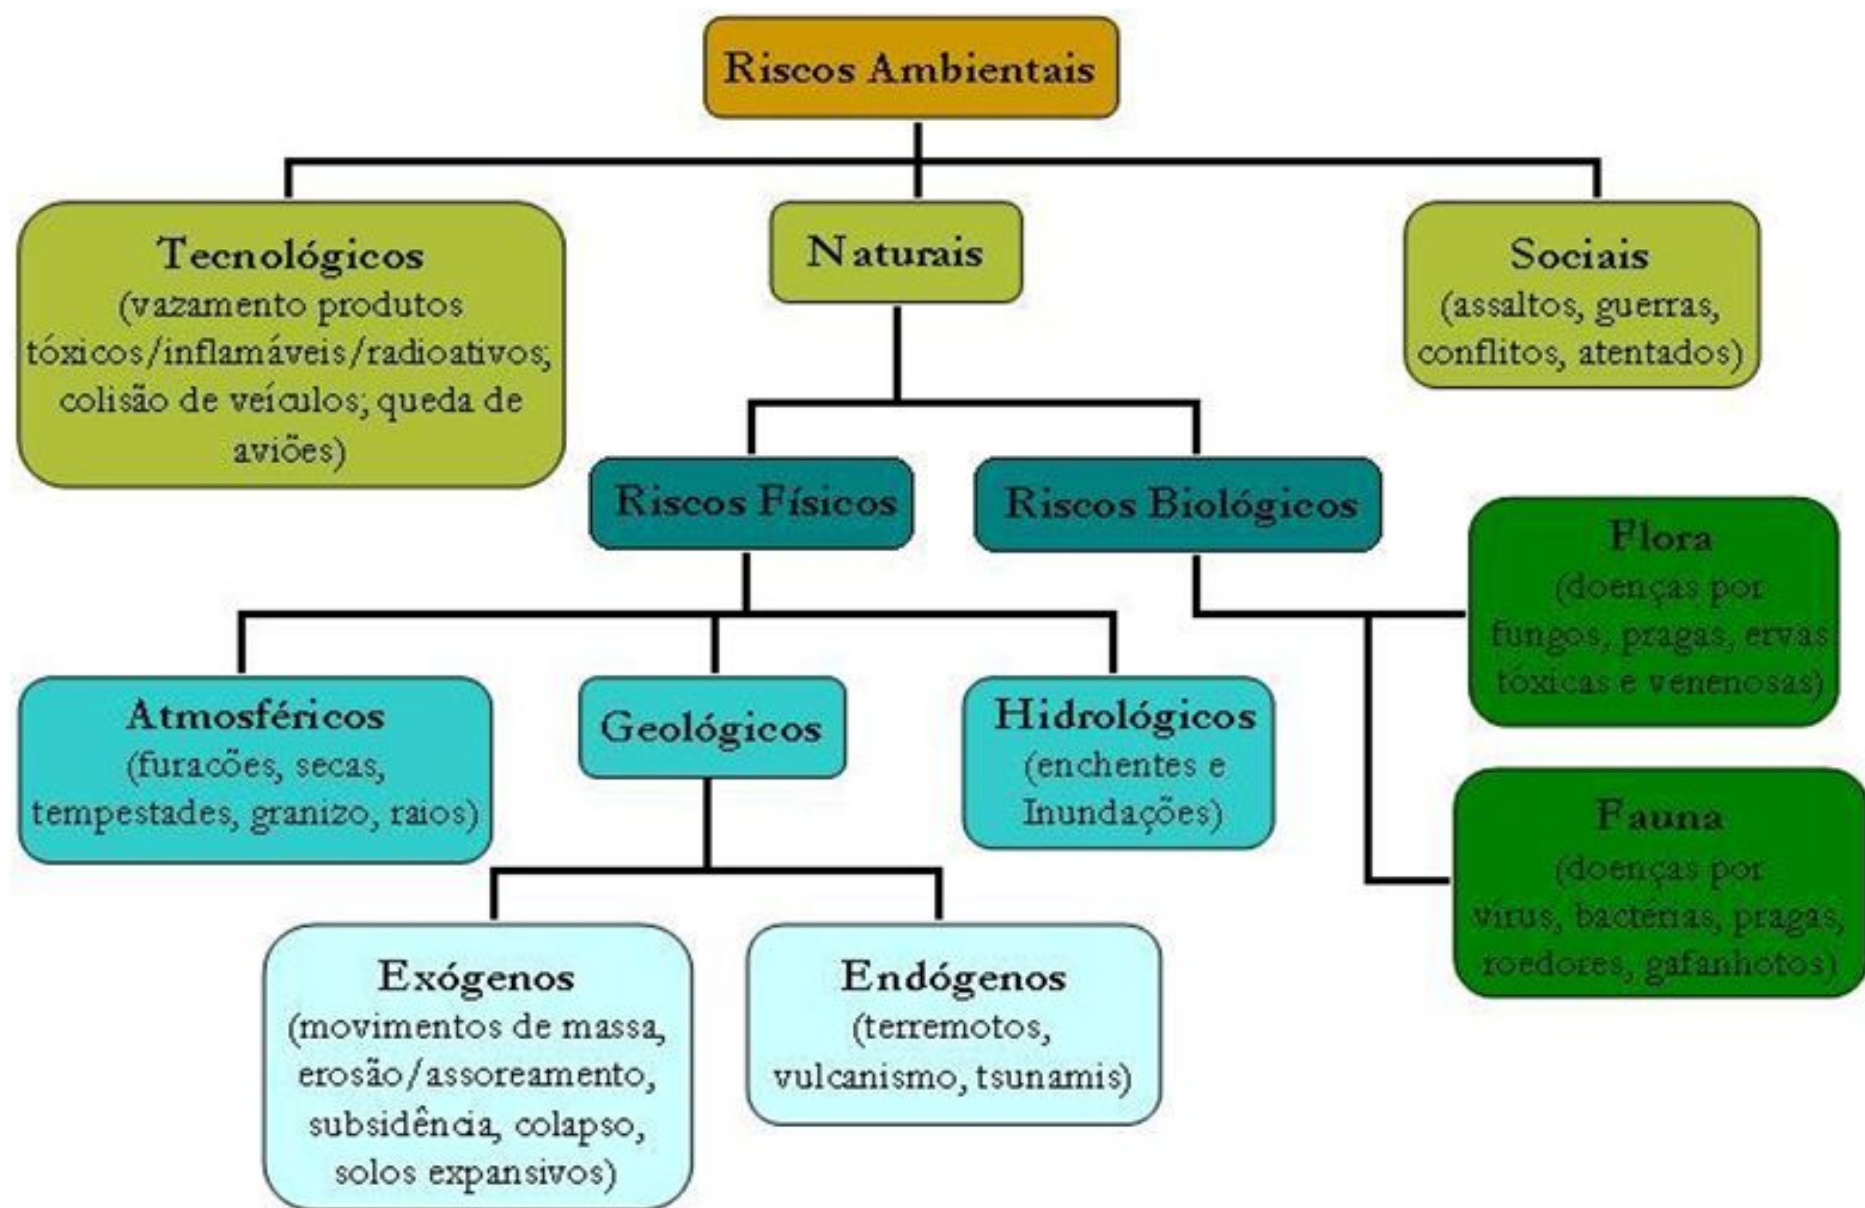 Riscos Ambientais
Tecnológicos
(vazamento produtos
tóxicos/inflamáveis/radioativos;
colisão de veículos; queda de
aviões)
Naturais
Sociais
(assaltos, guerras,
conflitos, atentados)
Riscos Físicos
Riscos Biológicos
Flora
(doenças por
fungos, pragas, ervas
tóxicas e venenosas)
Fauna
(doenças por
vírus, bactérias, pragas,
roedores, gafanhotos)
Atmosféricos
(furacões, secas,
tempestades, granizo, raios)
Geológicos
Hidrológicos
(enchentes e
Inundações)
Exógenos
(movimentos de massa,
erosão/assoreamento,
subsidência, colapso,
solos expansivos)
Endógenos
(terremotos,
vulcanismo, tsunamis)